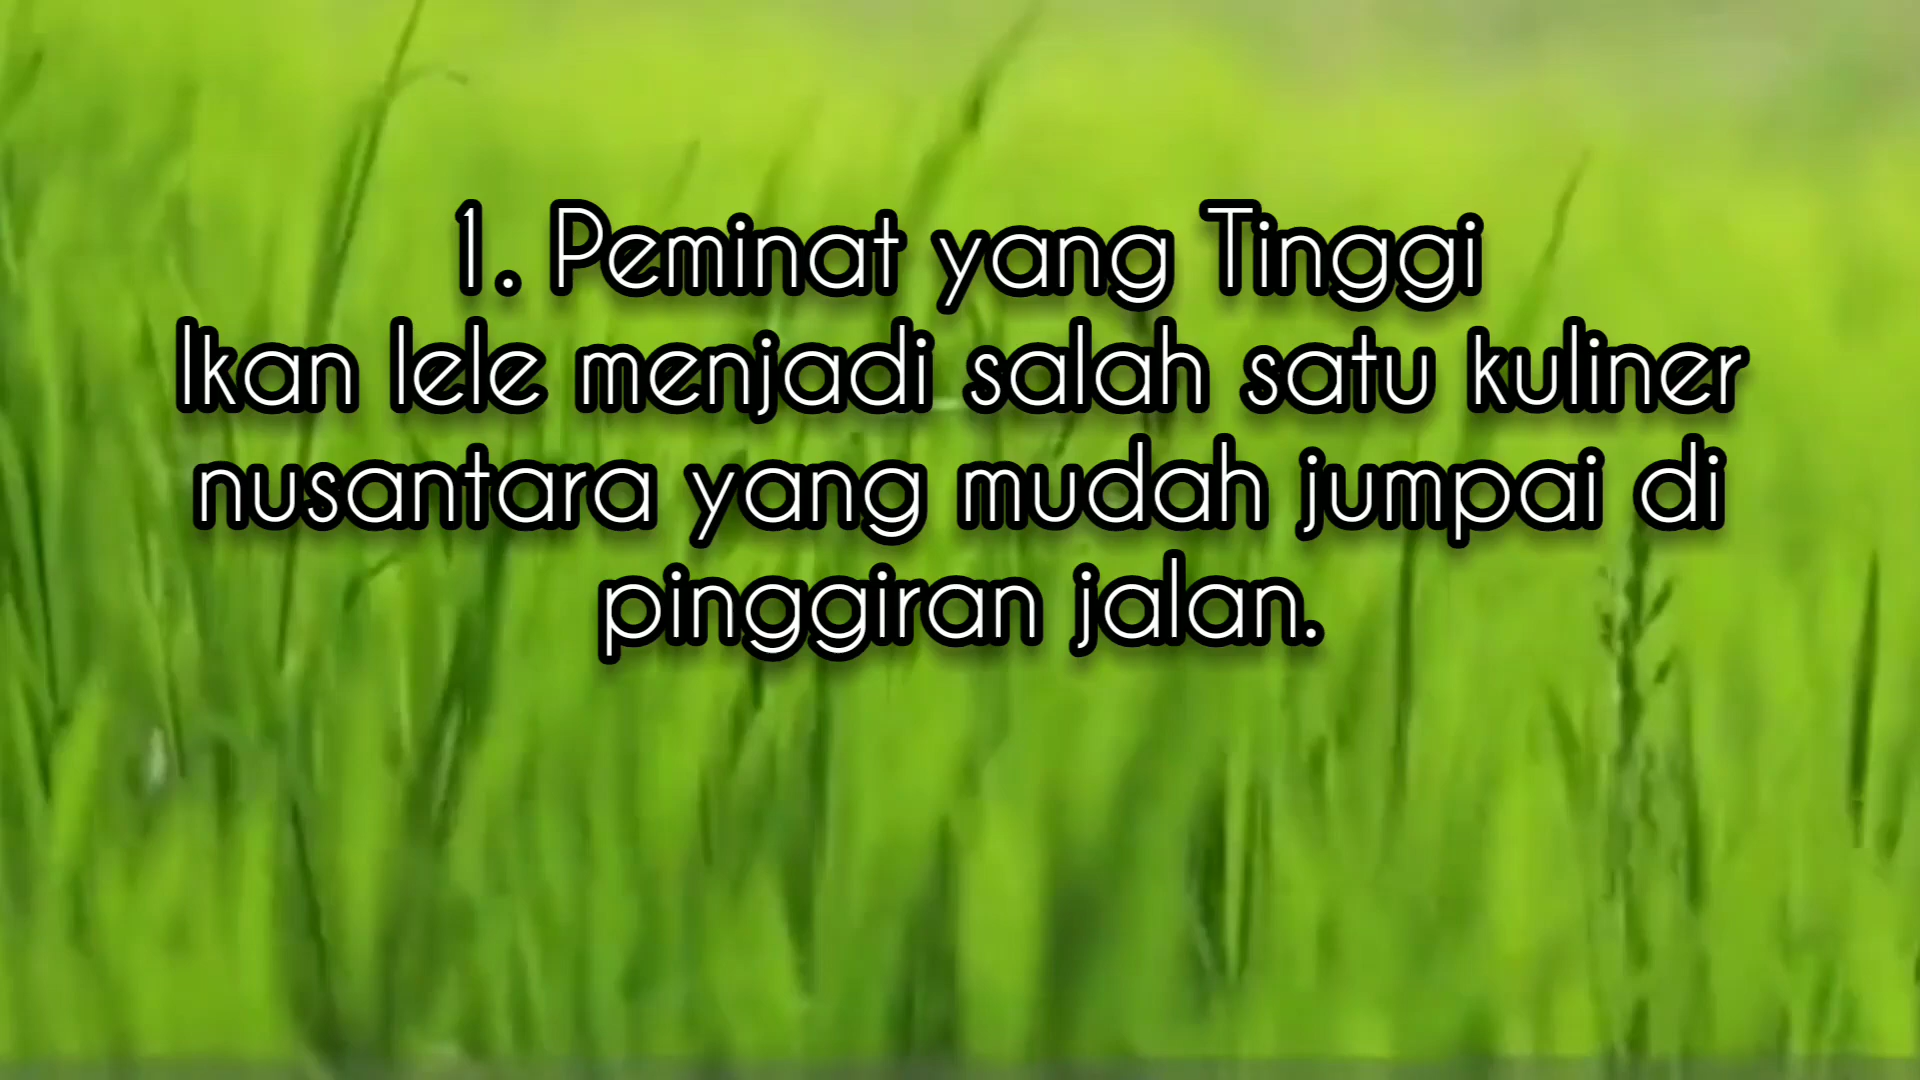 1. Peminat yang Tinggi
Ikan lele menjadi salah satu kuliner
nusantara yang mudah jumpai di
pinggiran jalan.